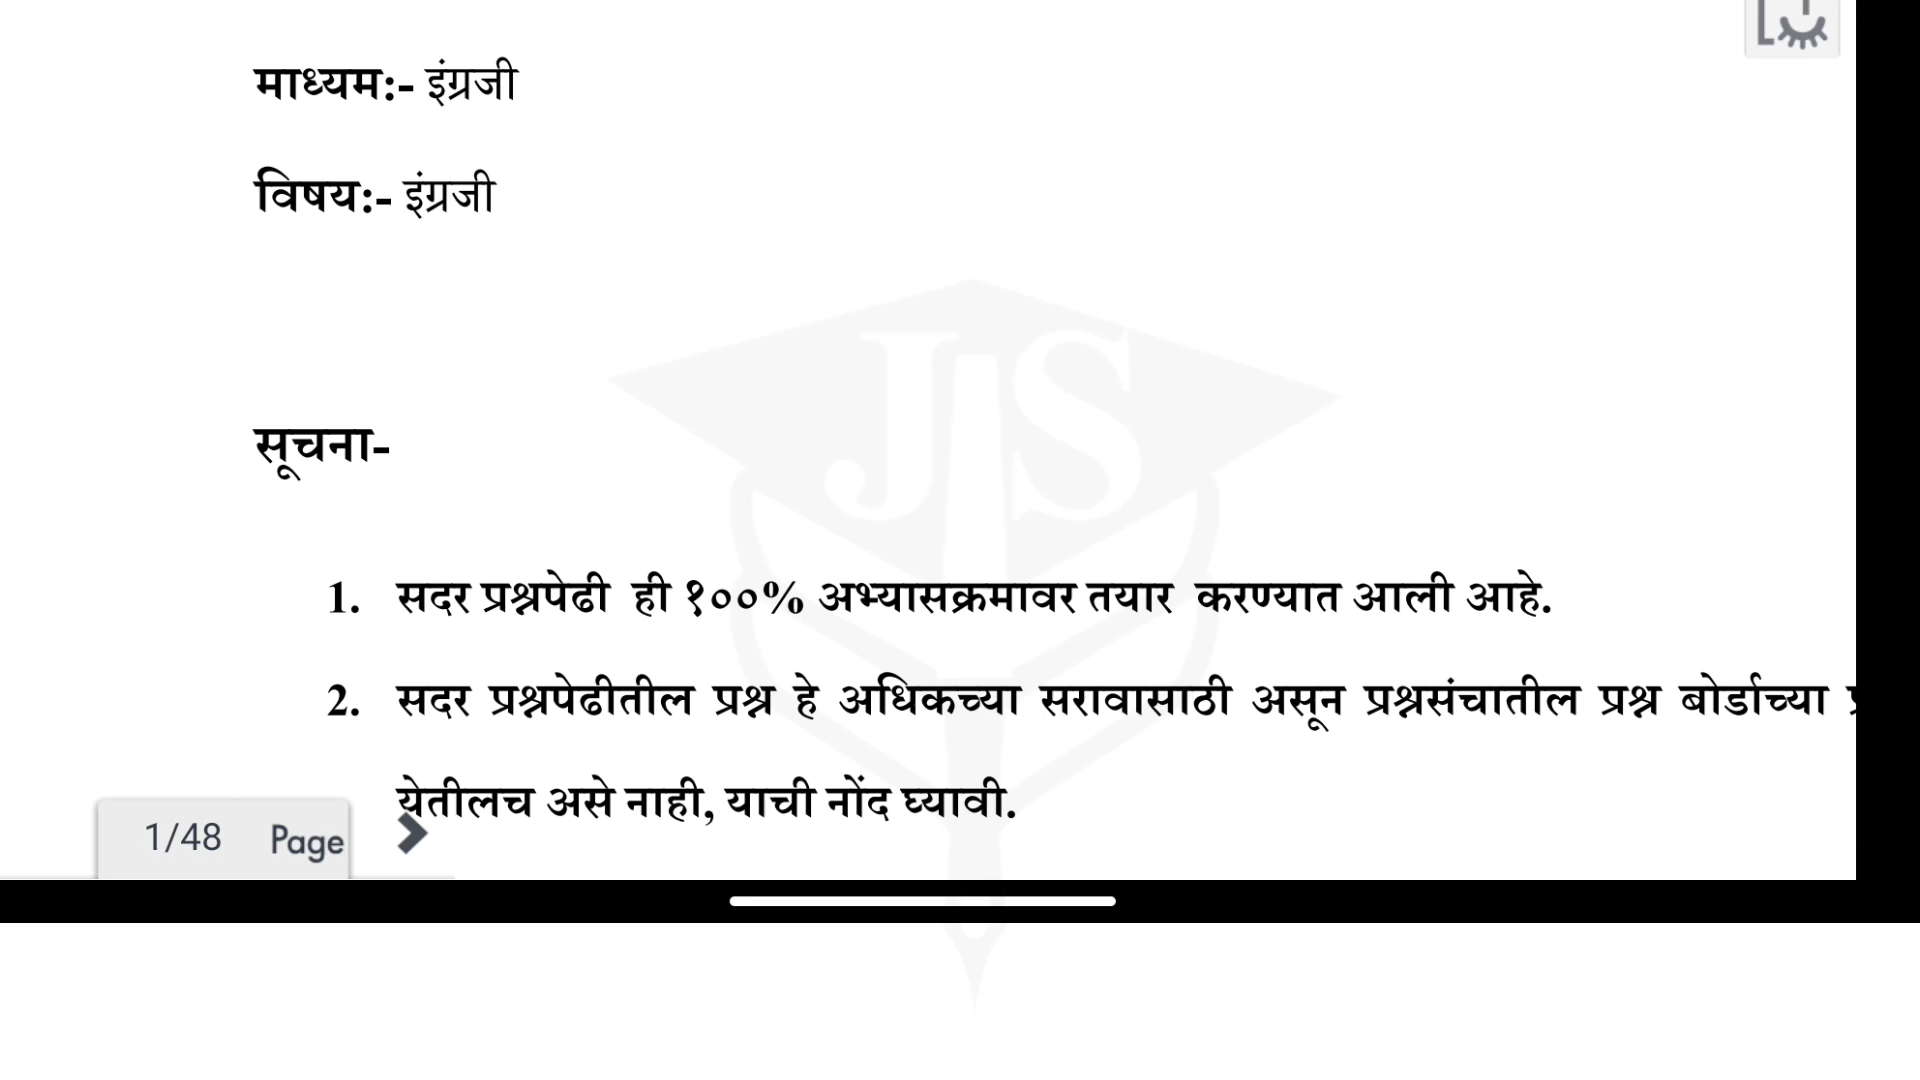 माध्यम:- इंग्रजी
विषय:- इंग्रजी
JS
सूचना-
1. सदर प्रश्नपेढी ही १००% अभ्यासक्रमावर तयार करण्यात आली आहे.
2. सदर प्रश्नपेढीतील प्रश्न हे अधिकच्या सरावासाठी असून प्रश्नसंचातील प्रश्न बोर्डाच्या
येतीलच असे नाही, याची नोंद घ्यावी.
1/48 Page